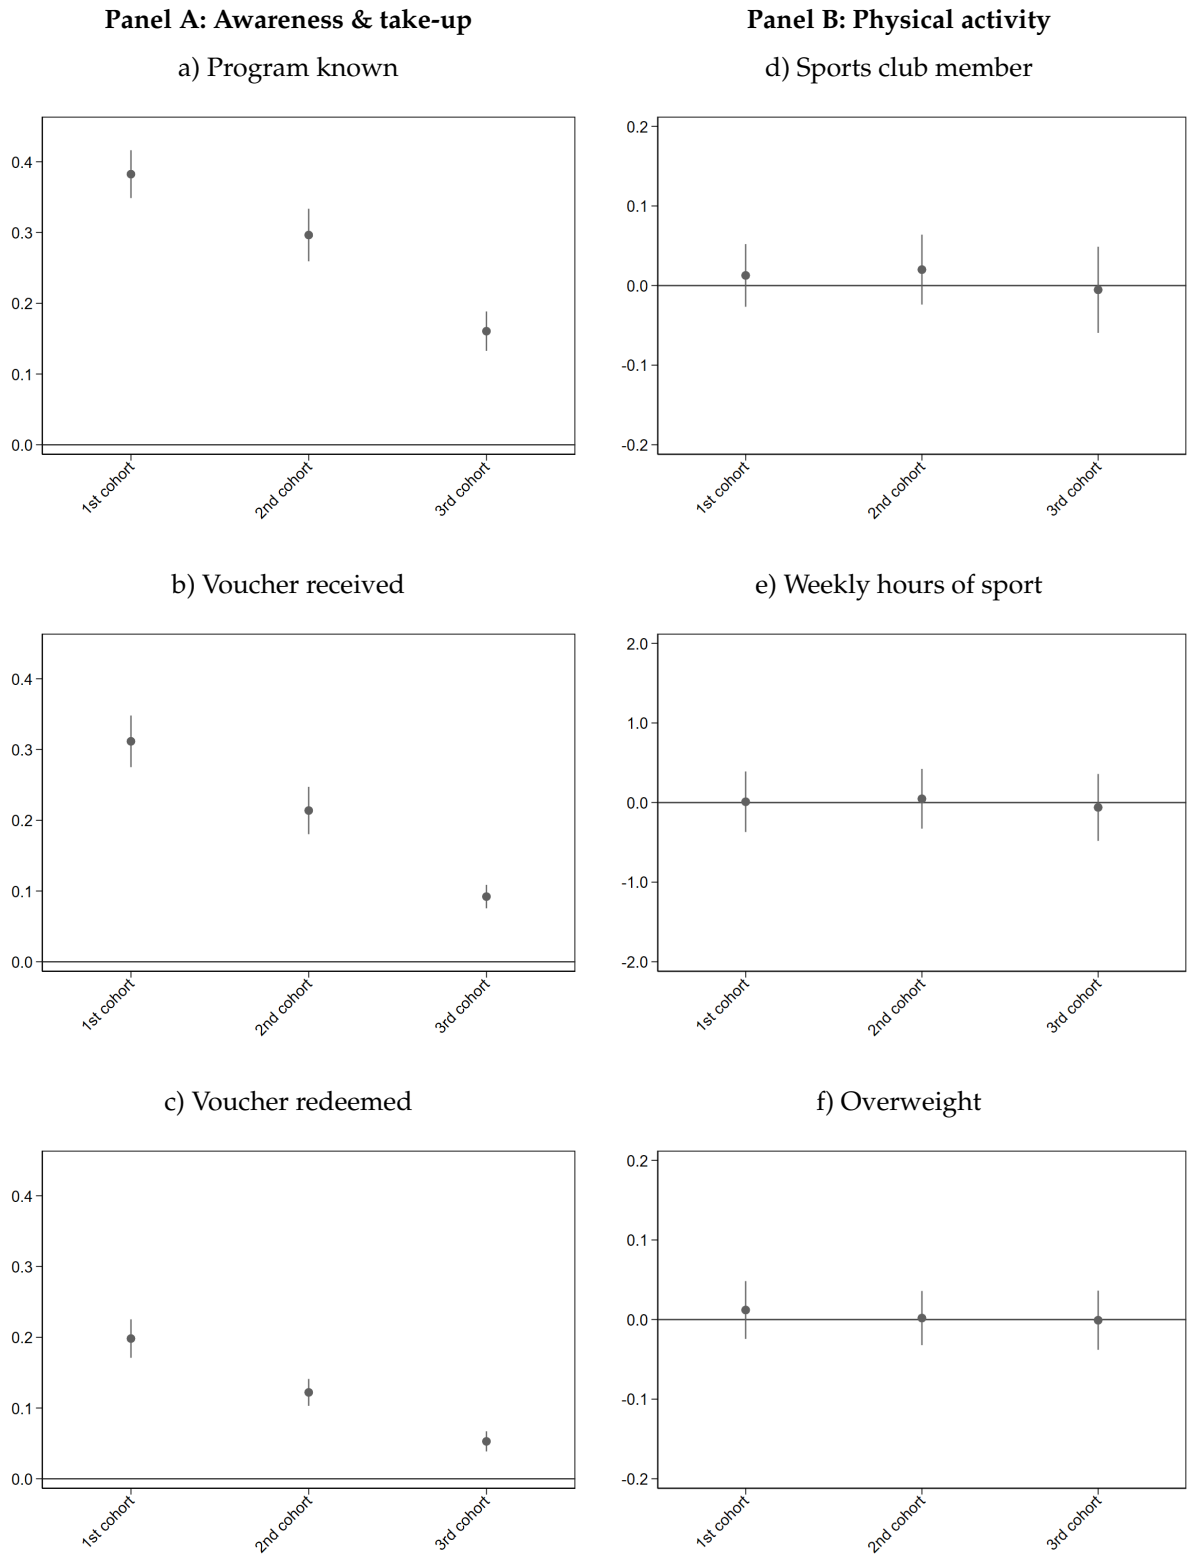 Panel A: Awareness & take-up
a) Program known
0.4
0.3
0.2
0.1
0.0
1st cohort
2nd cohort
3rd cohort
b) Voucher received
0.4
0.3
0.2
0.1
0.0
1st cohort
2nd cohort
3rd cohort
c) Voucher redeemed
0.4
0.3
0.2
0.1
0.0
1st cohort
2nd cohort
3rd cohort
Panel B: Physical activity
d) Sports club member
0.2
0.1
0.0
-0.1
-0.2
1st cohort
2nd cohort
3rd cohort
e) Weekly hours of sport
2.0
1.0
0.0
-1.0
-2.0
1st cohort
2nd cohort
3rd cohort
f) Overweight
0.2
0.1
0.0
-0.1
-0.2
1st cohort
2nd cohort
3rd cohort